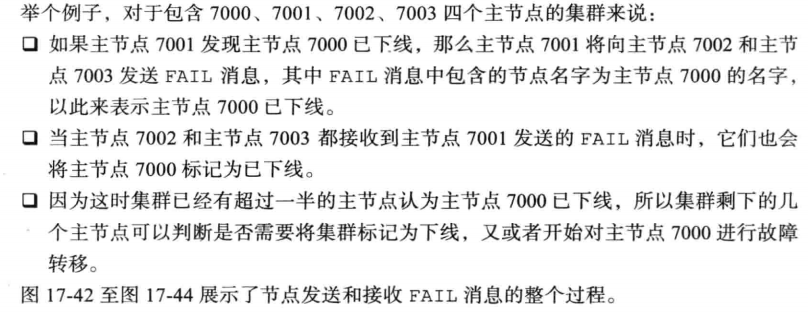 举个例子，对于包含 7000、7001、7002、7003 四个主节点的集群来说：
❑ 如果主节点 7001 发现主节点 7000 已下线，那么主节点 7001 将向主节点 7002 和主节
点 7003 发送 FAIL 消息，其中 FAIL 消息中包含的节点名字为主节点 7000 的名字，
以此来表示主节点 7000 已下线。
❑ 当主节点 7002 和主节点 7003 都接收到主节点 7001 发送的 FAIL 消息时，它们也会
将主节点 7000 标记为已下线。
❑ 因为这时集群已经有超过一半的主节点认为主节点 7000 已下线，所以集群剩下的几
个主节点可以判断是否需要将集群标记为下线，又或者开始对主节点 7000 进行故障
转移。
图 17-42 至图 17-44 展示了节点发送和接收 FAIL 消息的整个过程。